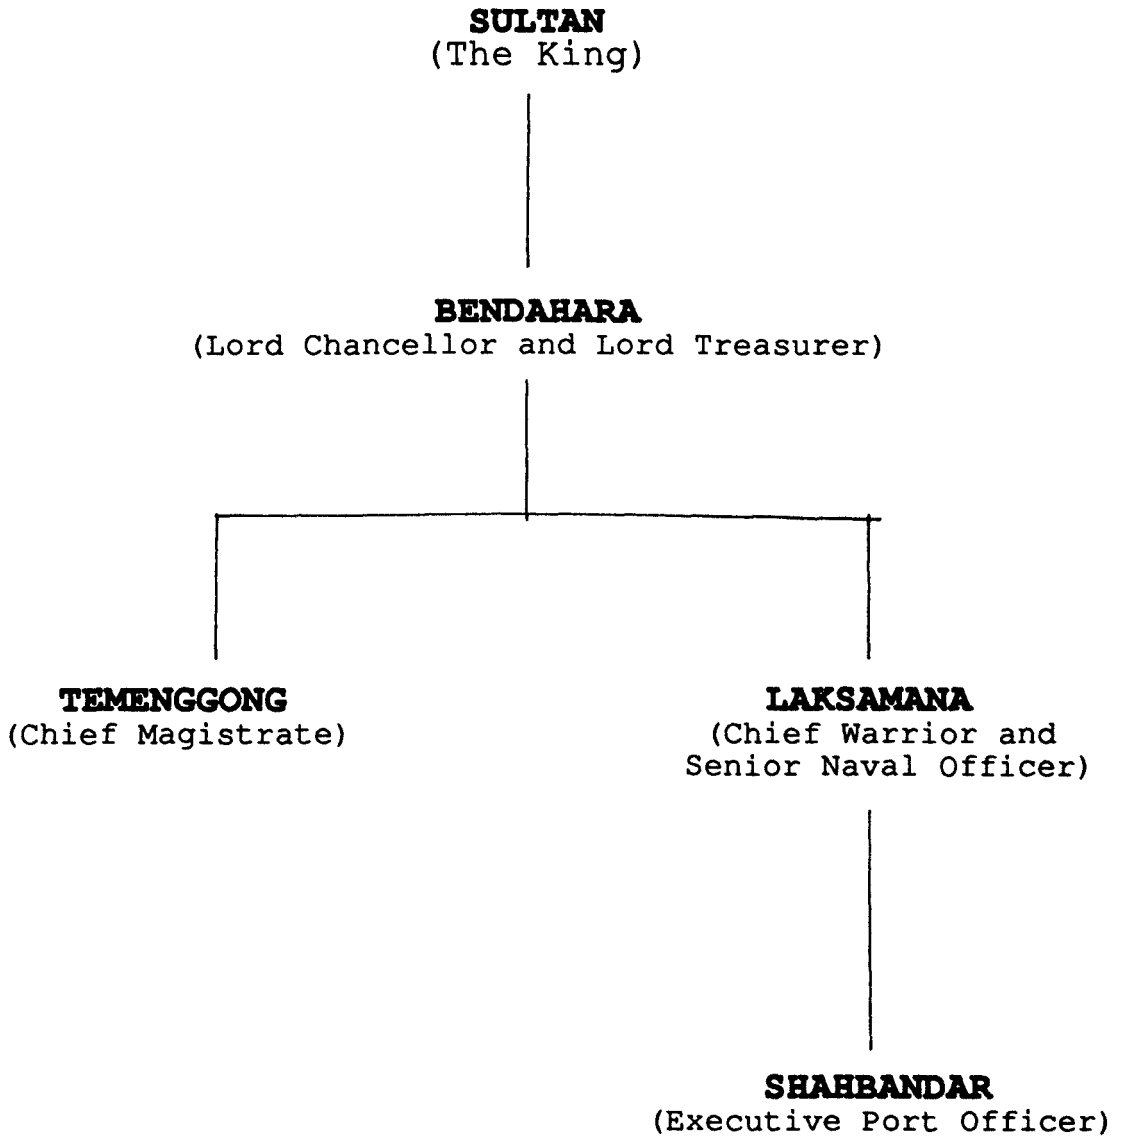 SULTAN
(The King)
BENDAHARA
(Lord Chancellor and Lord Treasurer)
TEMENGGONG
(Chief Magistrate)
LAKSAMANA
(Chief Warrior and
Senior Naval Officer)
SHAHBANDAR
(Executive Port Officer)